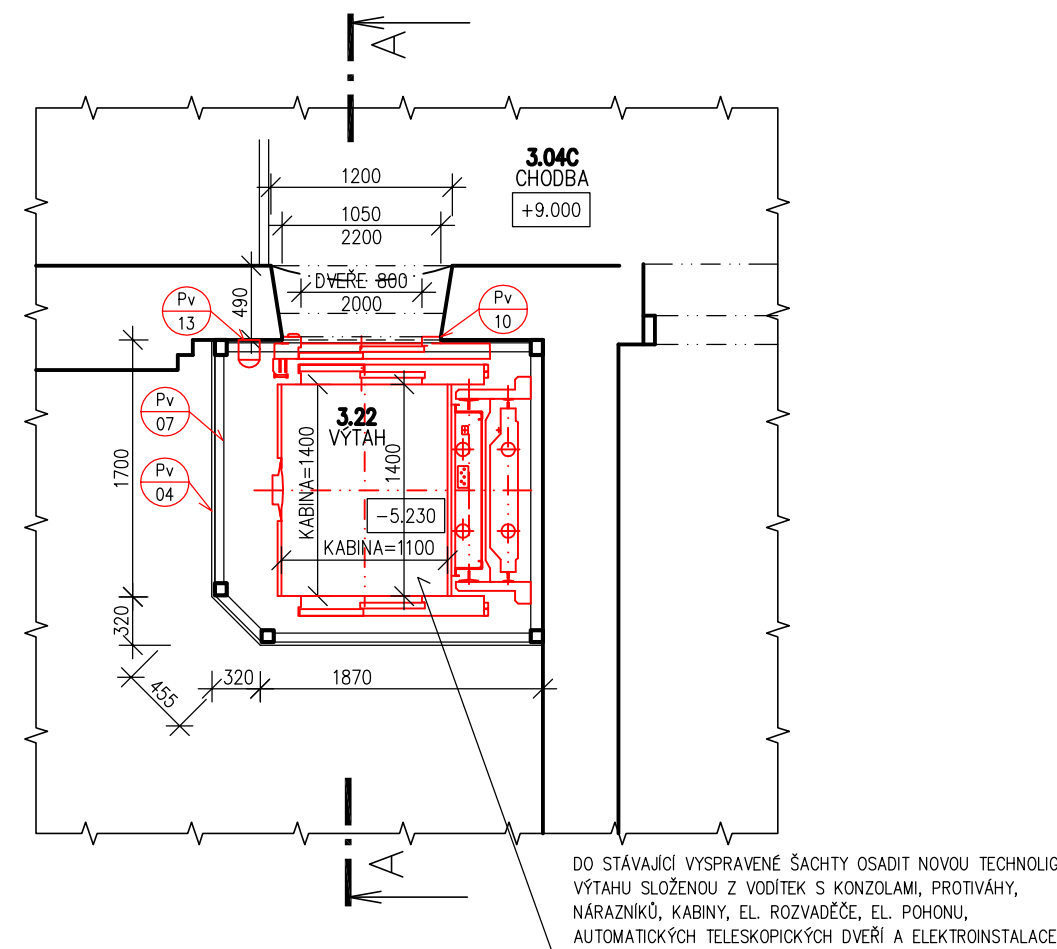 A
3.04C
CHODBA
+9.000
1200
1050
2200
DVEŘE 800
2000
490
Pv
13
Pv
10
Pv
07
Pv
04
1700
3.22
VÝTAH
KABINA=1400
1400
-5.230
KABINA=1100
320
455
320
1870
A
DO STÁVAJÍCÍ VYSPRAVENÉ ŠACHTY OSADIT NOVOU TECHNOLIG
VÝTAHU SLOŽENOU Z VODÍTEK S KONZOLAMI, PROTIVÁHY,
NÁRAZNÍKŮ, KABINY, EL. ROZVADĚČE, EL. POHONU,
AUTOMATICKÝCH TELESKOPICKÝCH DVEŘÍ A ELEKTROINSTALACE